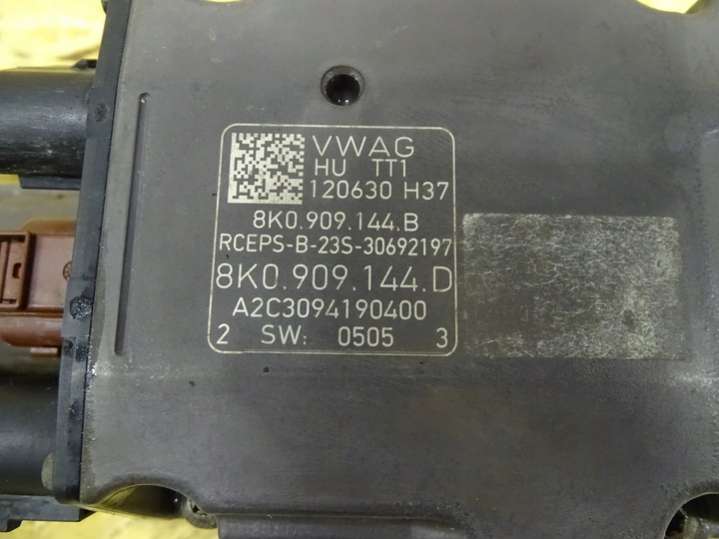 VWAG
HU TT1
120630 H37
8K0.909.144.B
RCEPS-B-23S-30692197
8K0.909.144.D
A2C3094190400
2 SW: 0505 3